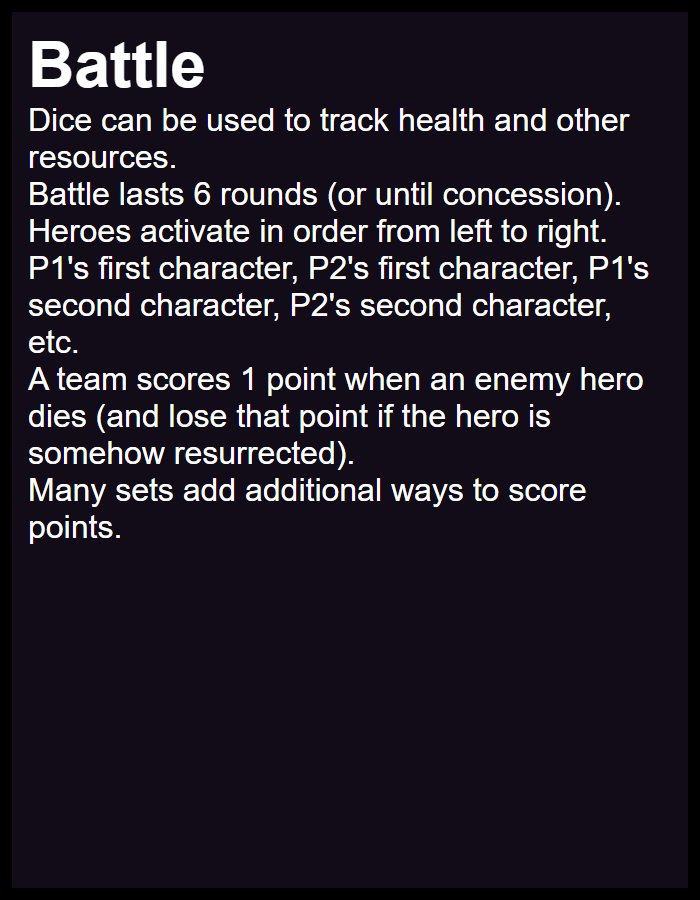 Battle
Dice can be used to track health and other
resources.
Battle lasts 6 rounds (or until concession).
Heroes activate in order from left to right.
P1's first character, P2's first character, P1's
second character, P2's second character,
etc.
A team scores 1 point when an enemy hero
dies (and lose that point if the hero is
somehow resurrected).
Many sets add additional ways to score
points.